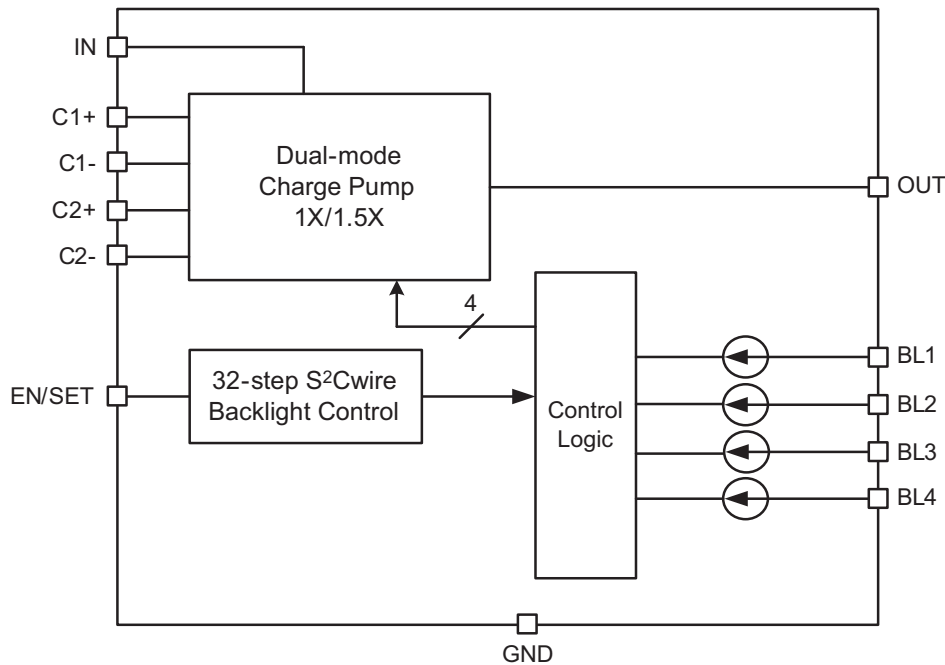 IN
C1+
C1-
C2+
C2-
Dual-mode
Charge Pump
1X/1.5X
OUT
4
EN/SET
32-step S²Cwire
Backlight Control
Control
Logic
BL1
BL2
BL3
BL4
GND